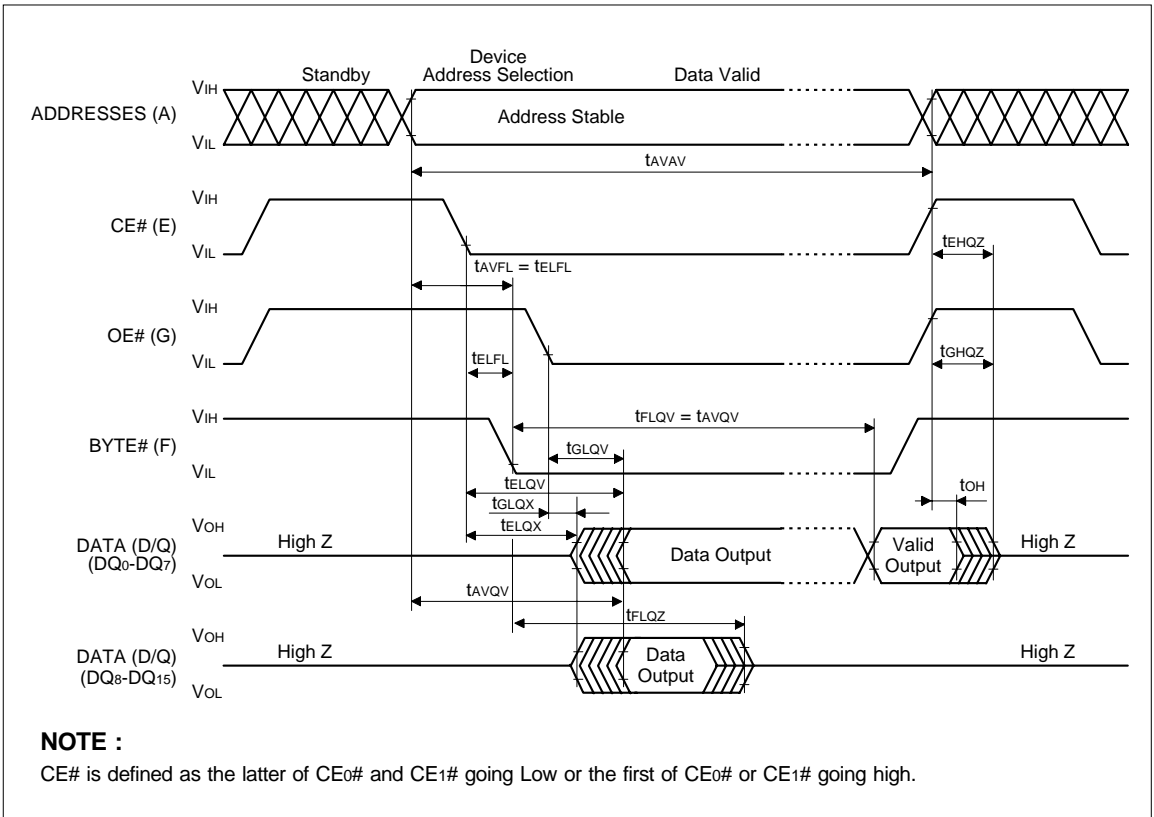 Device
Standby Address Selection Data Valid
VIH
ADDRESSES (A) Address Stable
VIL
tAVAV
VIH
CE# (E)
VIL
tEHQZ
tAVFL = tELFL
VIH
OE# (G)
VIL
tELFL
tGHQZ
VIH
tFLQV = tAVQV
BYTE# (F)
tGLQV
VIL
tELQV
tGLQX
tOH
tELQX
VOH
DATA (D/Q) High Z Data Output Valid High Z
(DQ0-DQ7) Output
VOL
tAVQV
tFLQZ
VOH
DATA (D/Q) High Z Data High Z
(DQ8-DQ15) Output
VOL
NOTE :
CE# is defined as the latter of CE0# and CE1# going Low or the first of CE0# or CE1# going high.